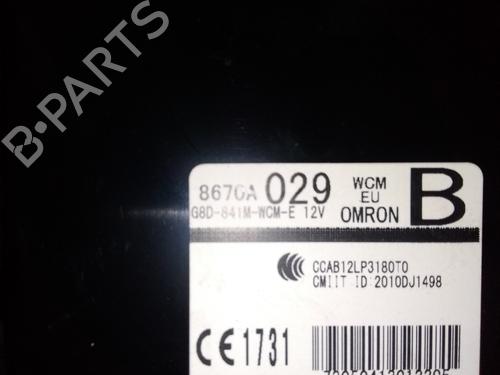 B-PARTS
8670A 029 WCM EU OMRON B
G8D-841M-WCM-E 12V
CCAB12LP3180T0
CMIIT ID:2010DJ1498
CE 1731